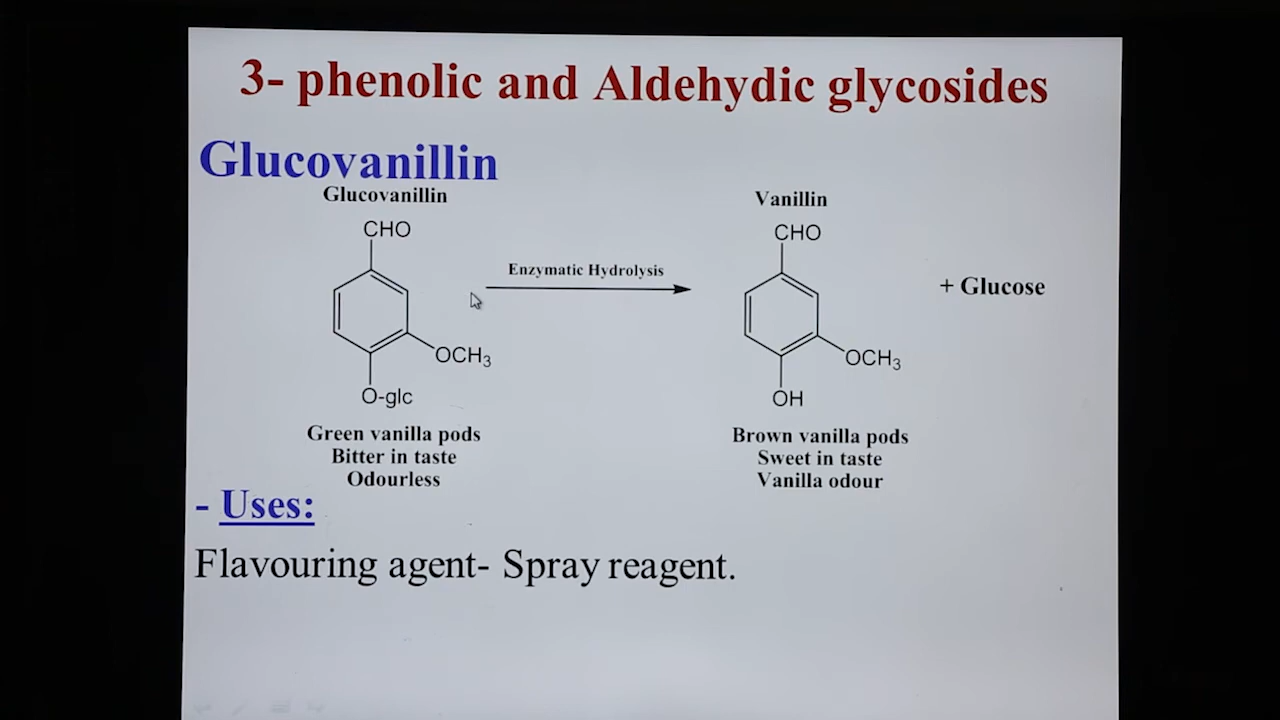 3- phenolic and Aldehydic glycosides
Glucovanillin
Glucovanillin
CHO
OCH3
O-glc
Green vanilla pods
Bitter in taste
Odourless
Enzymatic Hydrolysis
Vanillin
CHO
OCH3
OH
Brown vanilla pods
Sweet in taste
Vanilla odour
+ Glucose
- Uses:
Flavouring agent- Spray reagent.